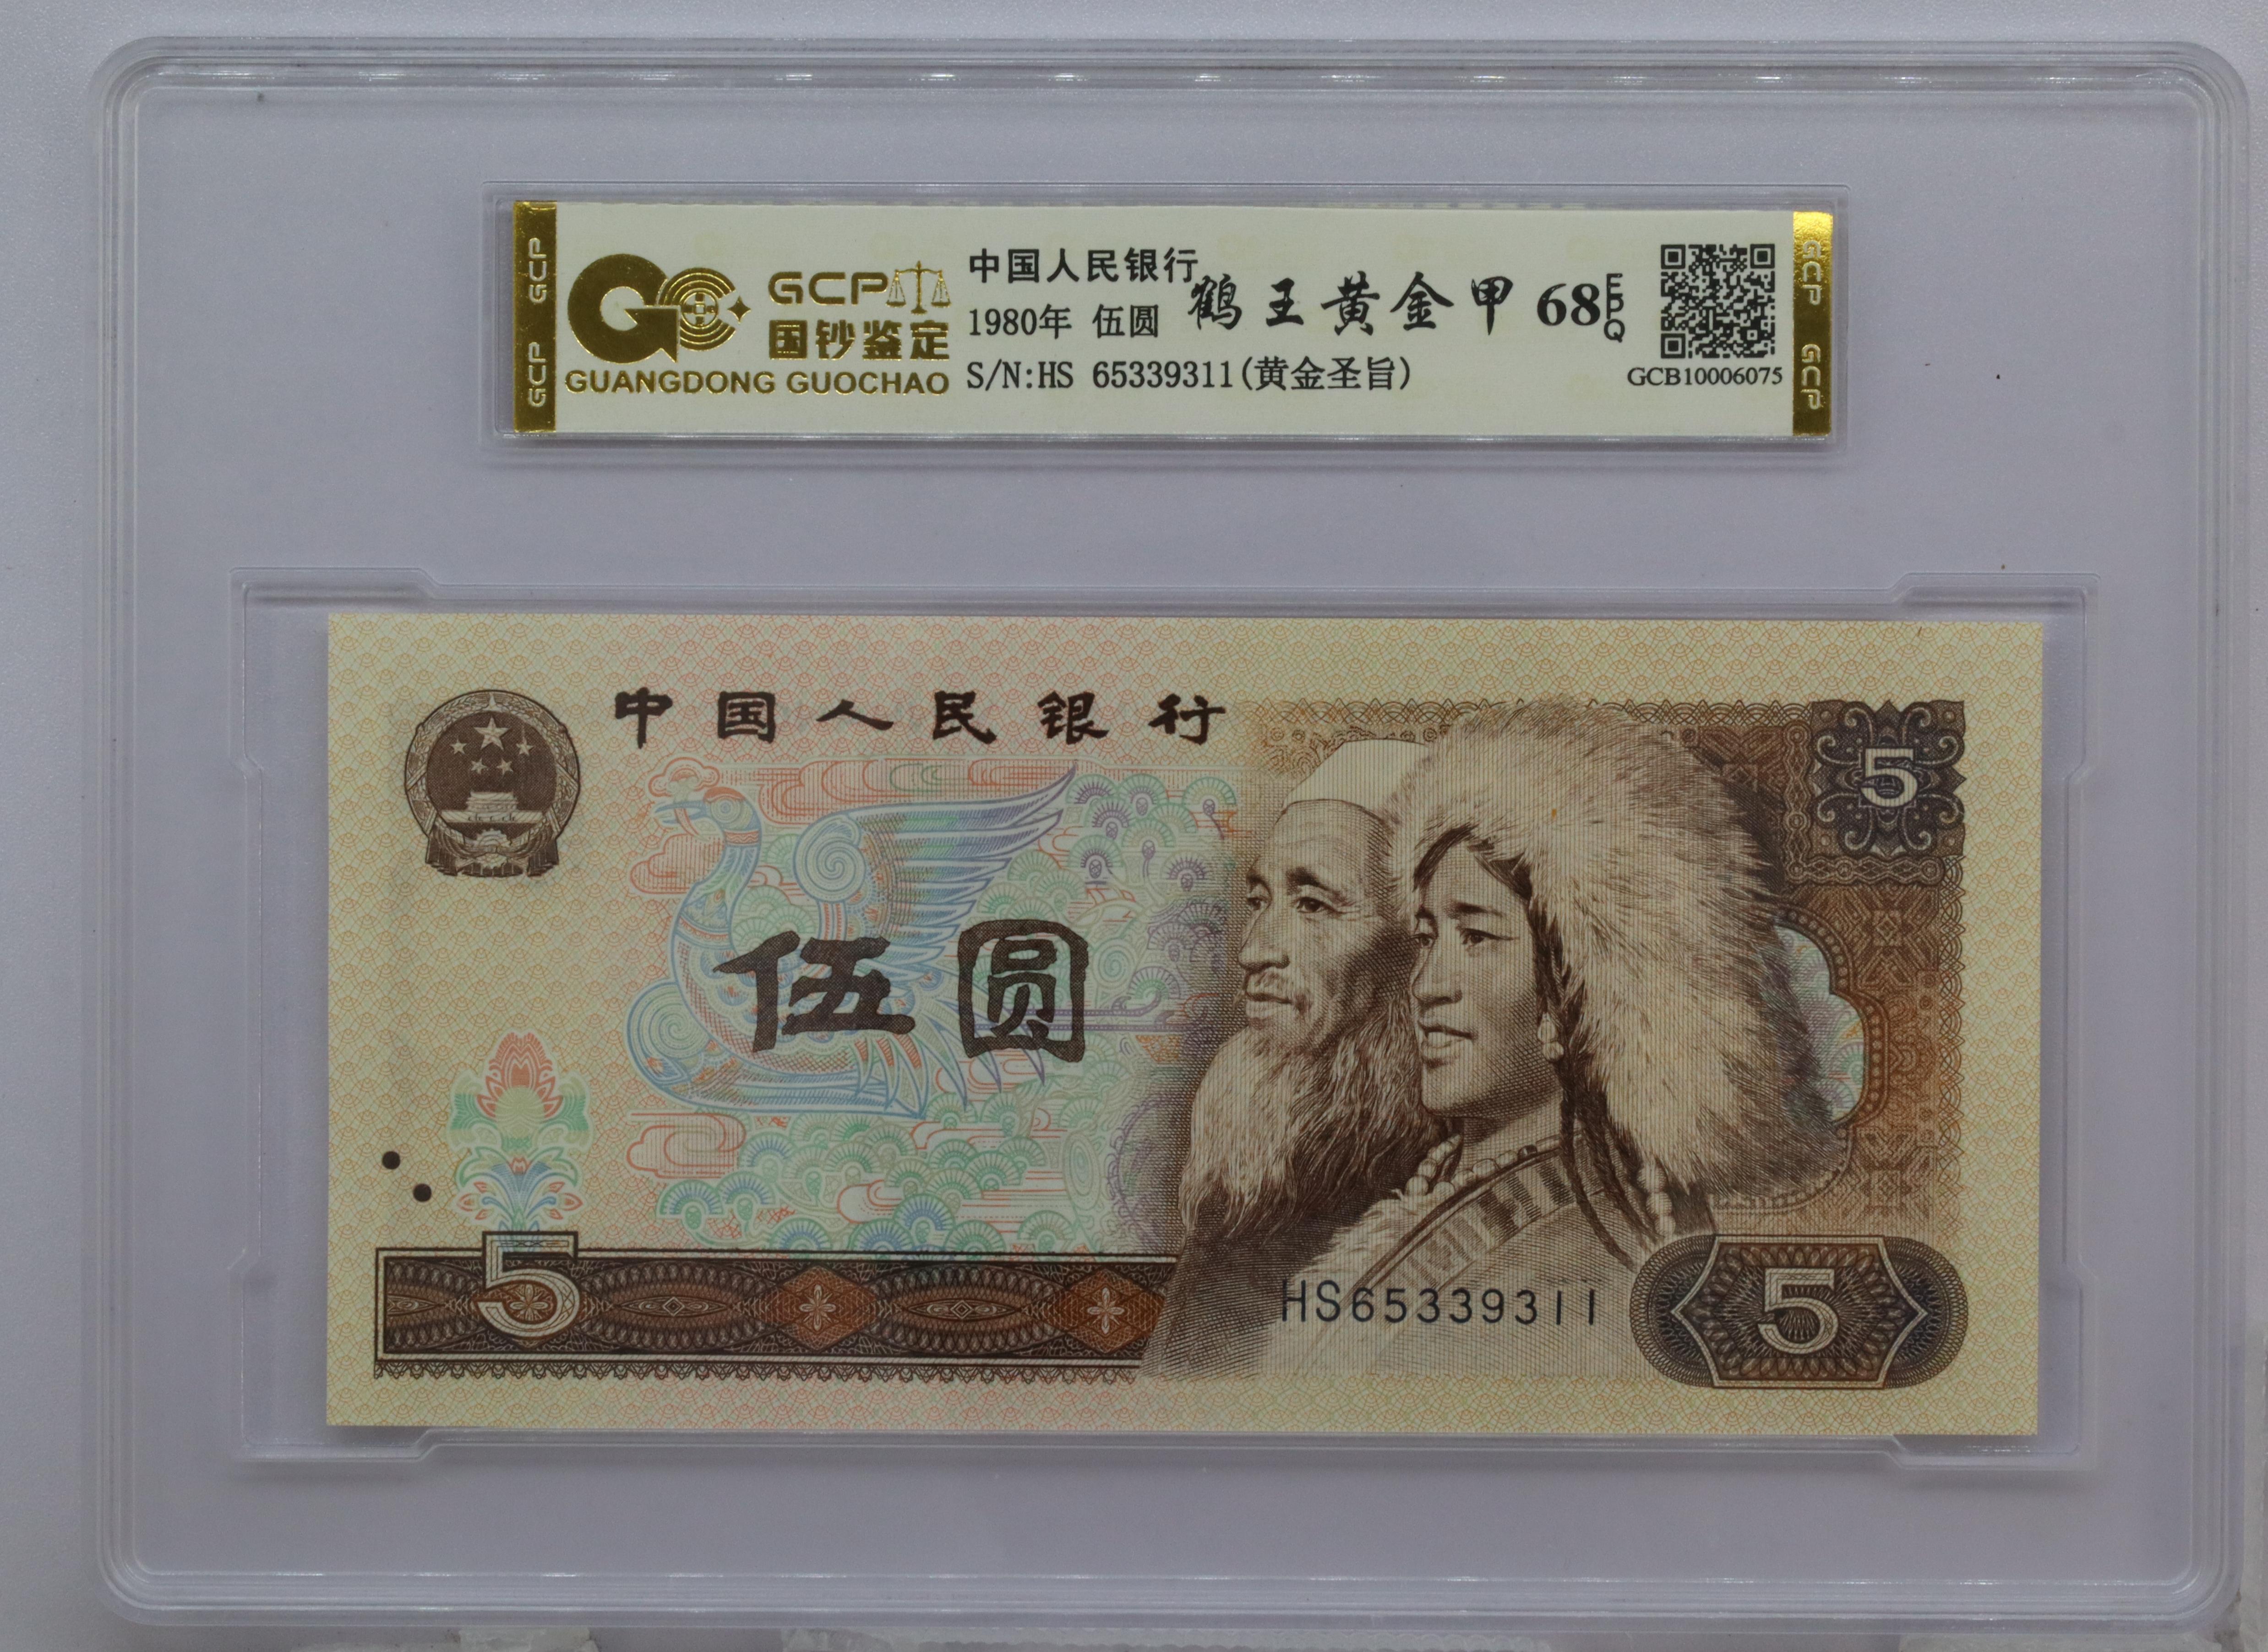 GCP GCP
GCP
国钞鉴定
GUANGDONG GUOCHAO
中国人民银行
1980年 伍圆
S/N:HS 65339311(黄金圣旨)
鹤王黄金甲 68 EPQ
GCB10006075
GCP GCP
中国人民银行
5
伍圆
5
HS65339311
5